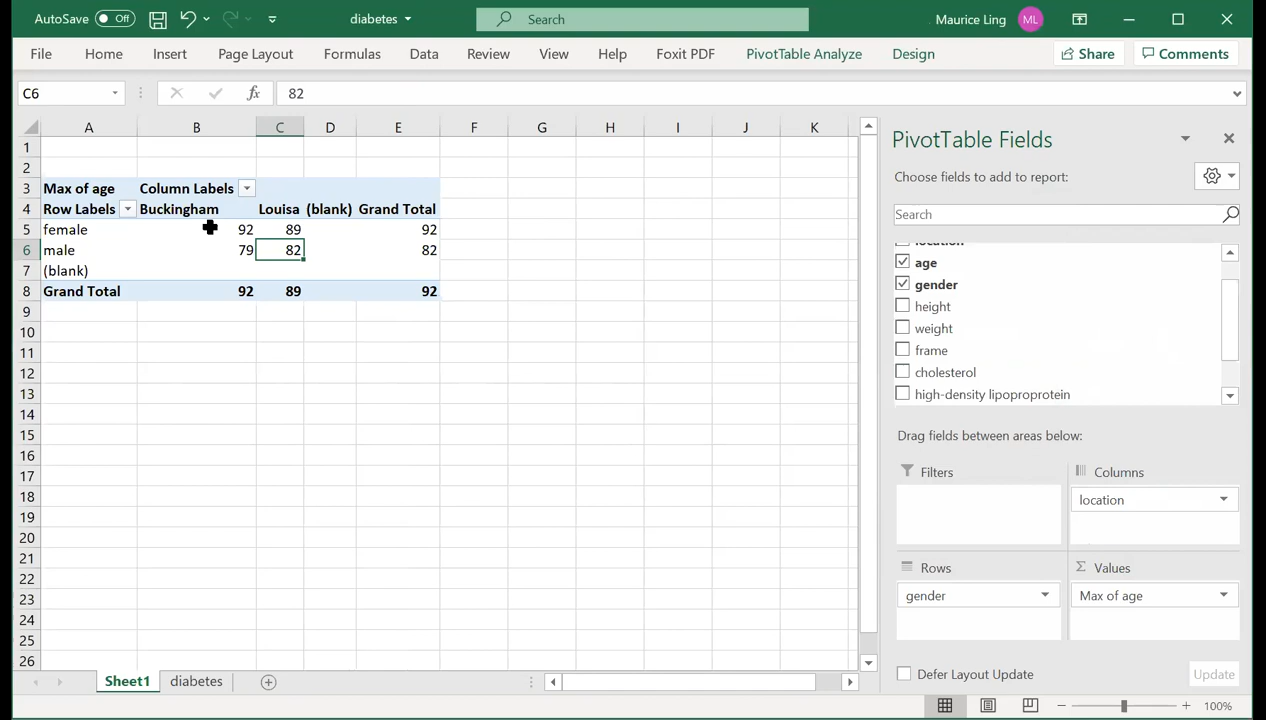 AutoSave Off diabetes Search Maurice Ling ML
File Home Insert Page Layout Formulas Data Review View Help Foxit PDF PivotTable Analyze Design Share Comments
C6 fx 82
A B C D E F G H I J K
1
2
3 Max of age Column Labels
4 Row Labels Buckingham Louisa (blank) Grand Total
5 female 92 89 92
6 male 79 82 82
7 (blank)
8 Grand Total 92 89 92
9
10
11
12
13
14
15
16
17
18
19
20
21
22
23
24
25
26
PivotTable Fields
Choose fields to add to report:
Search
location
age
gender
height
weight
frame
cholesterol
high-density lipoproprotein
Drag fields between areas below:
Filters Columns
location
Rows Σ Values
gender Max of age
Defer Layout Update Update
Sheet1 diabetes
100%